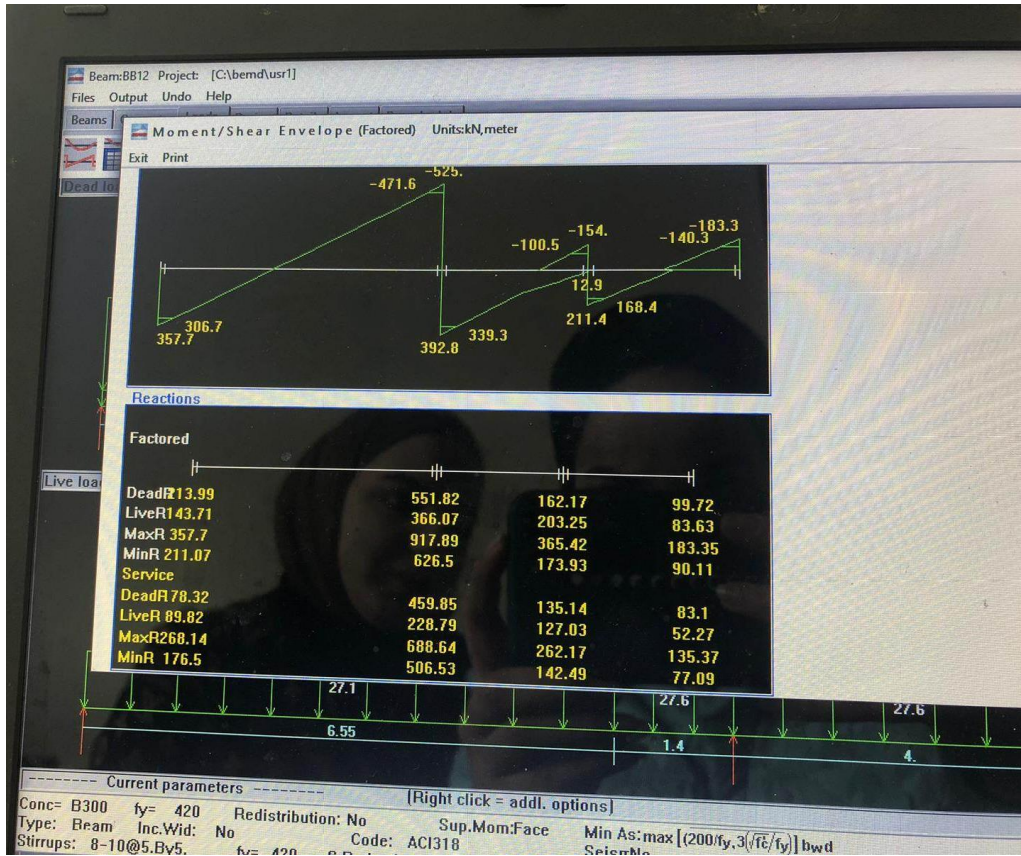 Beam:BB12 Project: [C:\bemd\usr1]
Files Output Undo Help
Beams
Moment/Shear Envelope (Factored) Units:kN,meter
Exit Print
Dead lo
-471.6 -525.
-100.5 -154. -140.3 -183.3
357.7 306.7 392.8 339.3 12.9 211.4 168.4
Reactions
Factored
DeadR213.99 551.82 162.17 99.72
LiveR143.71 366.07 203.25 83.63
MaxR 357.7 917.89 365.42 183.35
MinR 211.07 626.5 173.93 90.11
Service
DeadR78.32 459.85 135.14 83.1
LiveR 89.82 228.79 127.03 52.27
MaxR268.14 688.64 262.17 135.37
MinR 176.5 506.53 142.49 77.09
Live loa
27.1 27.6 27.6
6.55 1.4 4.
-------- Current parameters --------
[Right click = addl. options]
Conc= B300 fy= 420 Redistribution: No Sup.Mom:Face Min As:max[(200/fy,3(√fc/fy)]bwd
Type: Beam Inc.Wid: No Code: ACI318
Stirrups: 8-10@5.By5. fy= 420